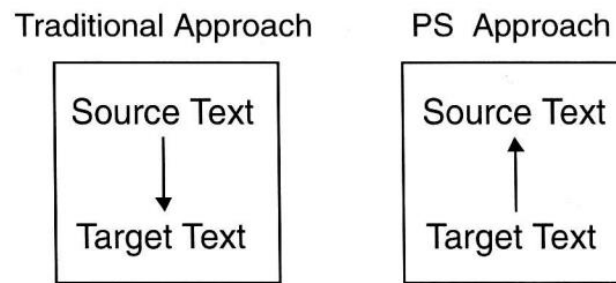 Traditional Approach
Source Text
Target Text
PS Approach
Source Text
Target Text